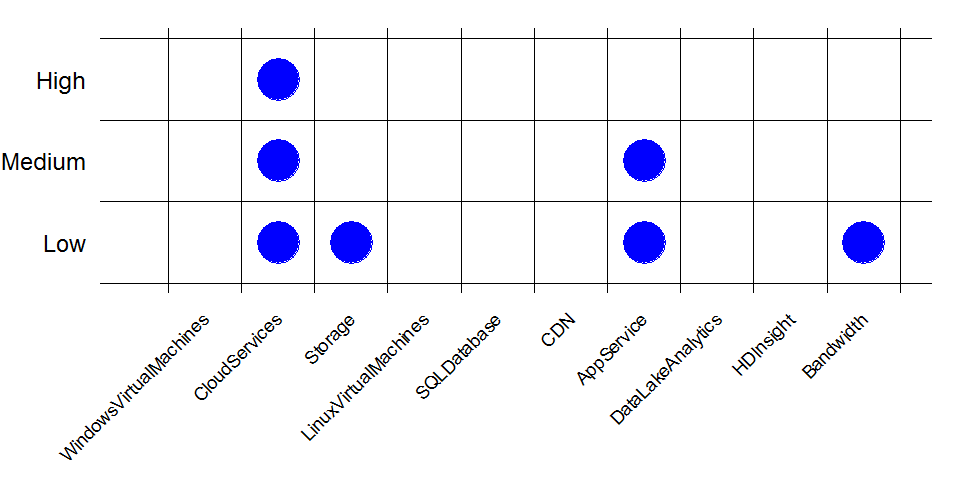 High
Medium
Low
WindowsVirtualMachines
CloudServices
Storage
LinuxVirtualMachines
SQLDatabase
CDN
AppService
DataLakeAnalytics
HDInsight
Bandwidth